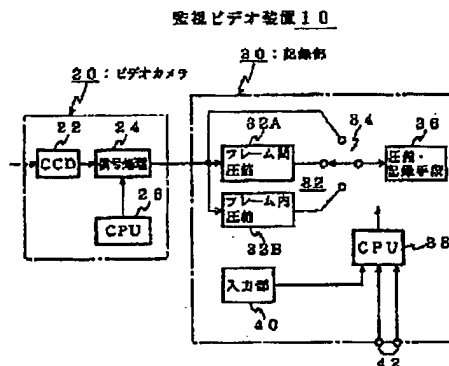 監視ビデオ装置10
20:ビデオカメラ
30:記録部
22
24
CCD
信号処理
26
CPU
32A
フレーム間
圧縮
34
36
圧縮・
記録手段
32
フレーム内
圧縮
32B
CPU
38
入力部
40
42